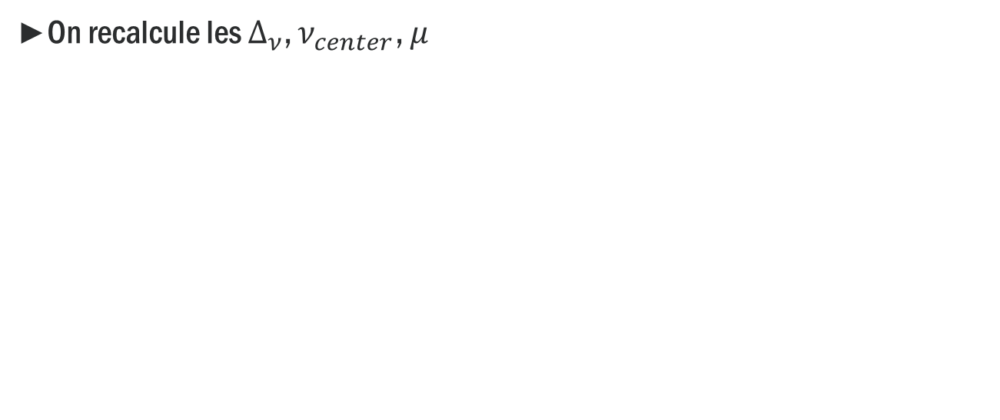 ►On recalcule les Δ_ν, ν_center, μ